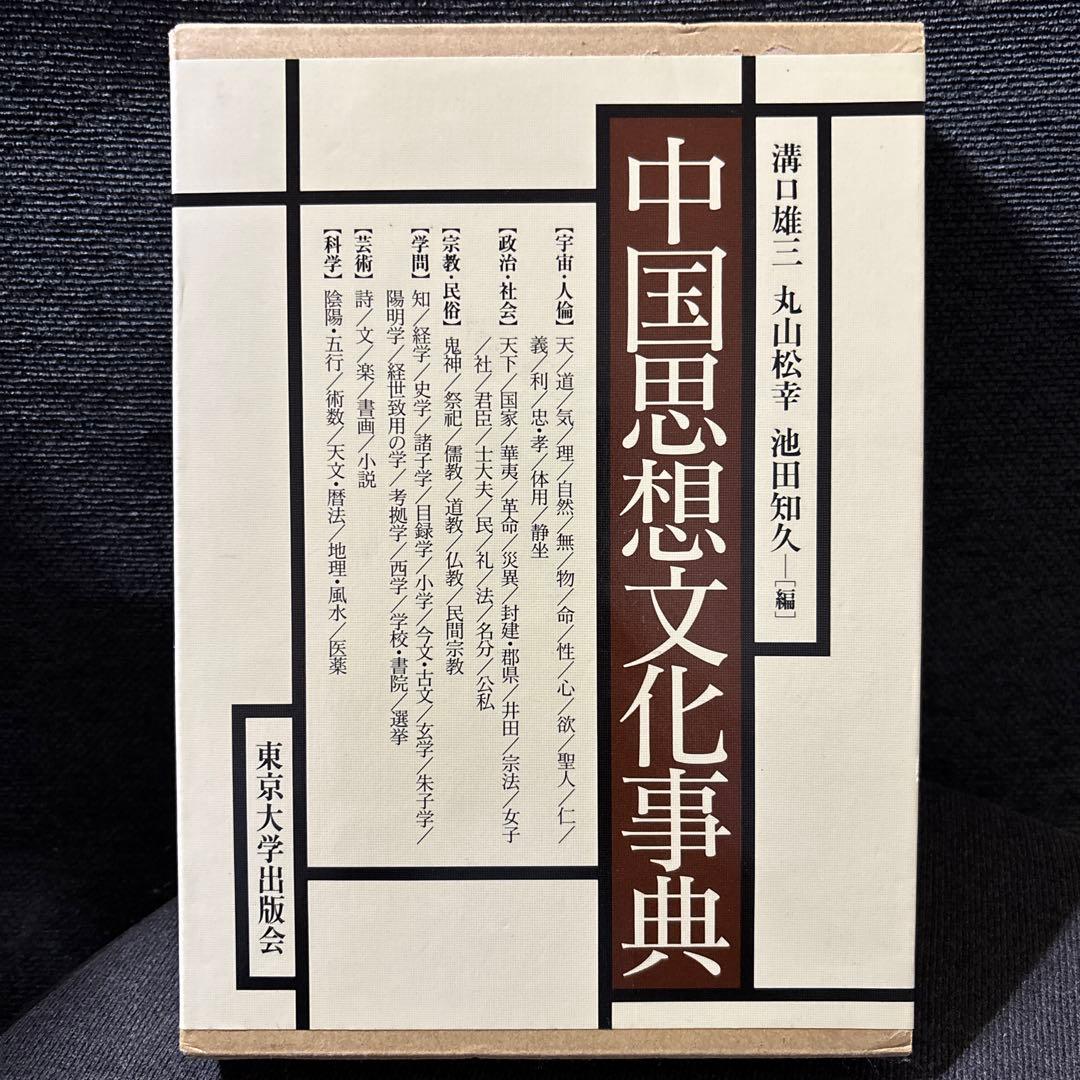 溝口雄三 丸山松幸 池田知久―[編]
中国思想文化事典
【宇宙・人倫】天／道／気／理／自然／無／物／命／性／心／欲／聖人／仁／
義／利／忠・孝／体用／静坐
【政治・社会】天下／国家／華夷／革命／災異／封建・郡県／井田／宗法／女子
／社／君臣／士大夫／民／礼／法／名分／公私
【宗教・民俗】鬼神／祭祀／儒教／道教／仏教／民間宗教
【学問】知／経学／史学／諸子学／目録学／小学／今文・古文／玄学／朱子学／
陽明学／経世致用の学／考拠学／西学／学校・書院／選挙
【芸術】詩／文／楽／書画／小説
【科学】陰陽・五行／術数／天文・暦法／地理・風水／医薬
東京大学出版会